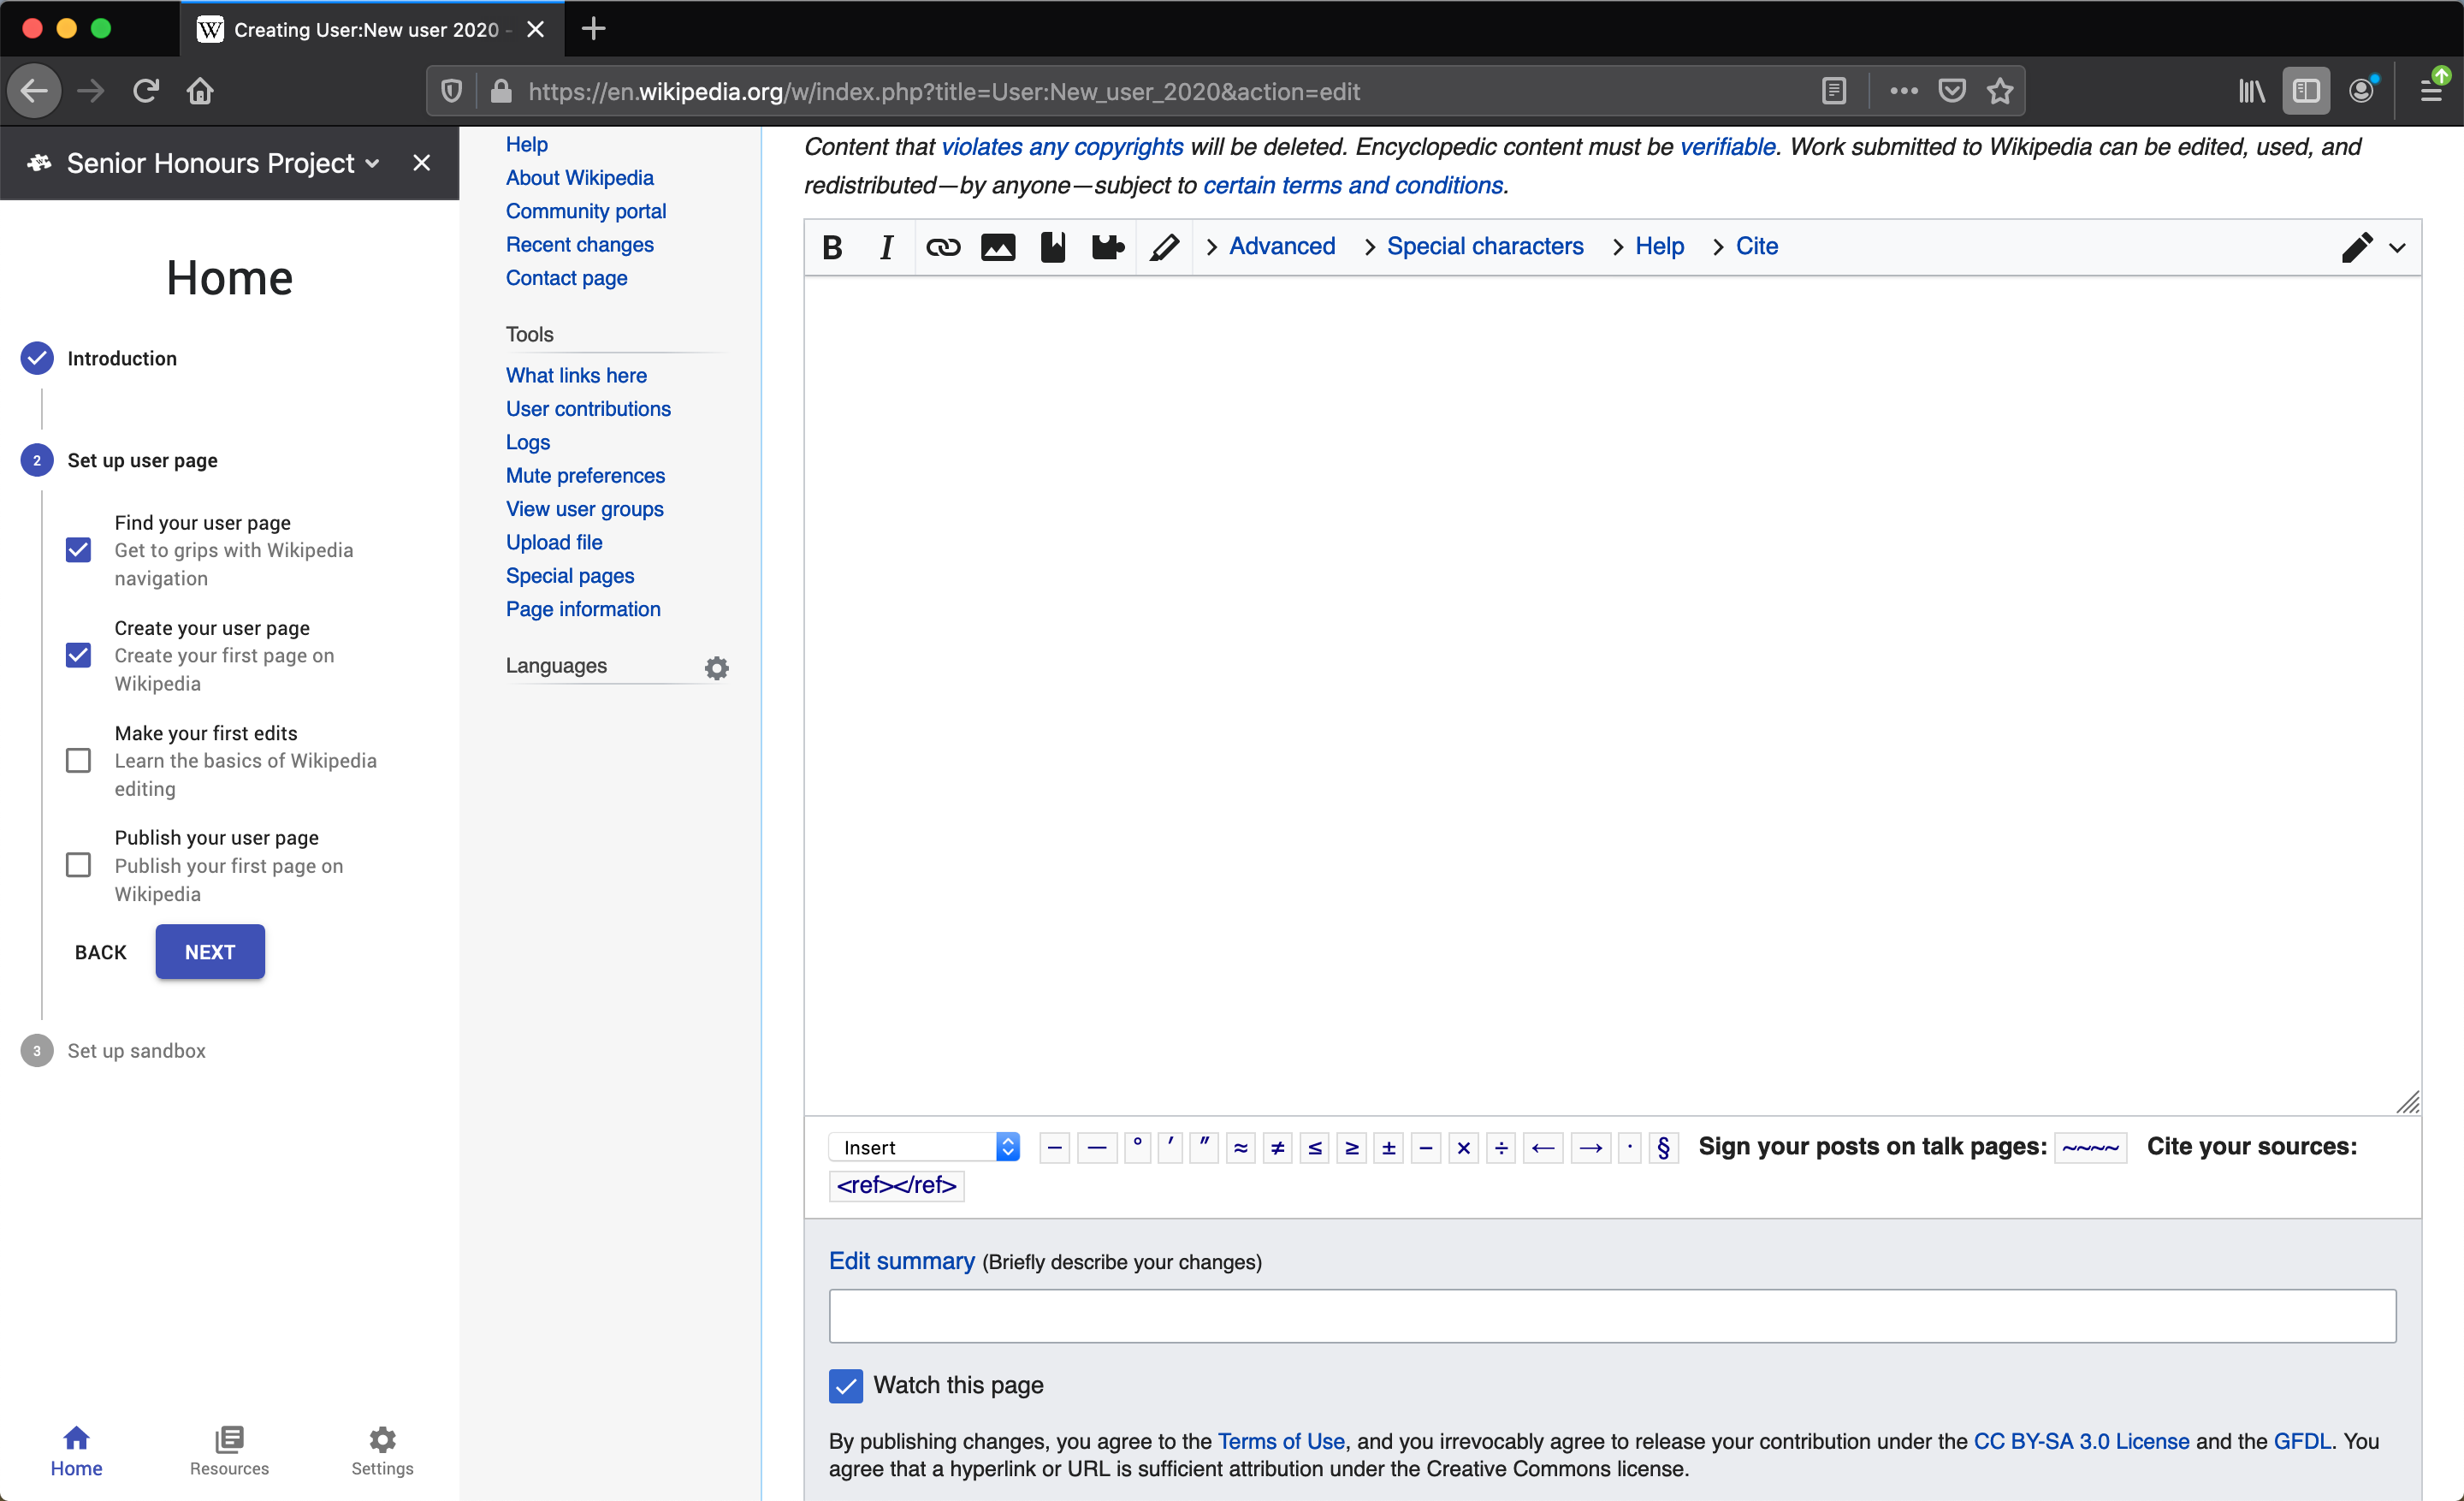 Creating User:New user 2020 -
https://en.wikipedia.org/w/index.php?title=User:New_user_2020&action=edit
Senior Honours Project
Home
Introduction
2 Set up user page
Find your user page
Get to grips with Wikipedia
navigation
Create your user page
Create your first page on
Wikipedia
Make your first edits
Learn the basics of Wikipedia
editing
Publish your user page
Publish your first page on
Wikipedia
BACK NEXT
3 Set up sandbox
Home Resources Settings
Help
About Wikipedia
Community portal
Recent changes
Contact page
Tools
What links here
User contributions
Logs
Mute preferences
View user groups
Upload file
Special pages
Page information
Languages
Content that violates any copyrights will be deleted. Encyclopedic content must be verifiable. Work submitted to Wikipedia can be edited, used, and
redistributed—by anyone—subject to certain terms and conditions.
B I Advanced Special characters Help Cite
Insert – — ° ′ ″ ≈ ≠ ≤ ≥ ± − × ÷ ← → · § Sign your posts on talk pages: ~~~~ Cite your sources:
<ref></ref>
Edit summary (Briefly describe your changes)
Watch this page
By publishing changes, you agree to the Terms of Use, and you irrevocably agree to release your contribution under the CC BY-SA 3.0 License and the GFDL. You
agree that a hyperlink or URL is sufficient attribution under the Creative Commons license.